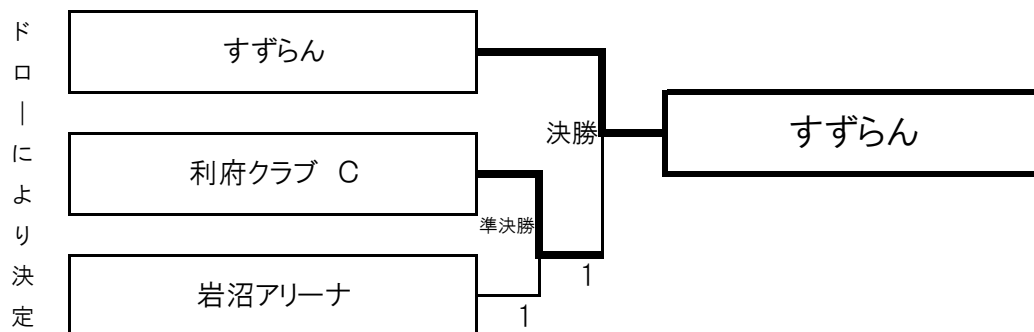 ドローにより決定
すずらん
決勝
すずらん
利府クラブ C
準決勝
1
岩沼アリーナ
1